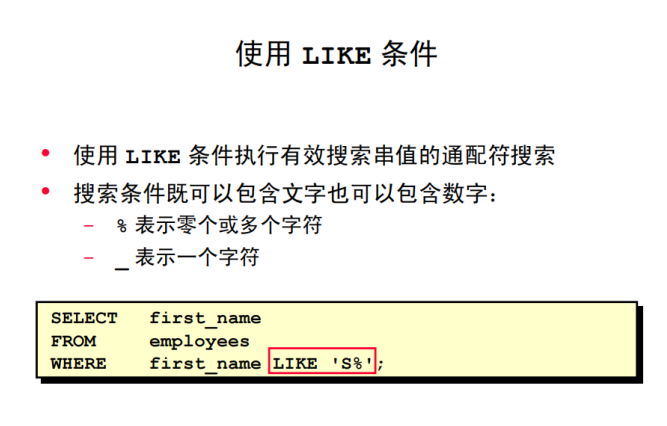 使用 LIKE 条件
• 使用 LIKE 条件执行有效搜索串值的通配符搜索
• 搜索条件既可以包含文字也可以包含数字：
– % 表示零个或多个字符
– _ 表示一个字符
SELECT first_name
FROM employees
WHERE first_name LIKE 'S%';